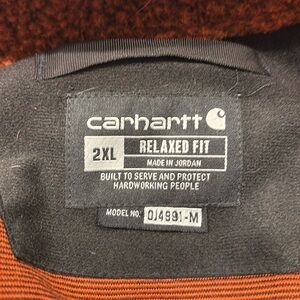 carhartt
2XL RELAXED FIT
MADE IN JORDAN
BUILT TO SERVE AND PROTECT
HARDWORKING PEOPLE
MODEL NO. OJ4991-M